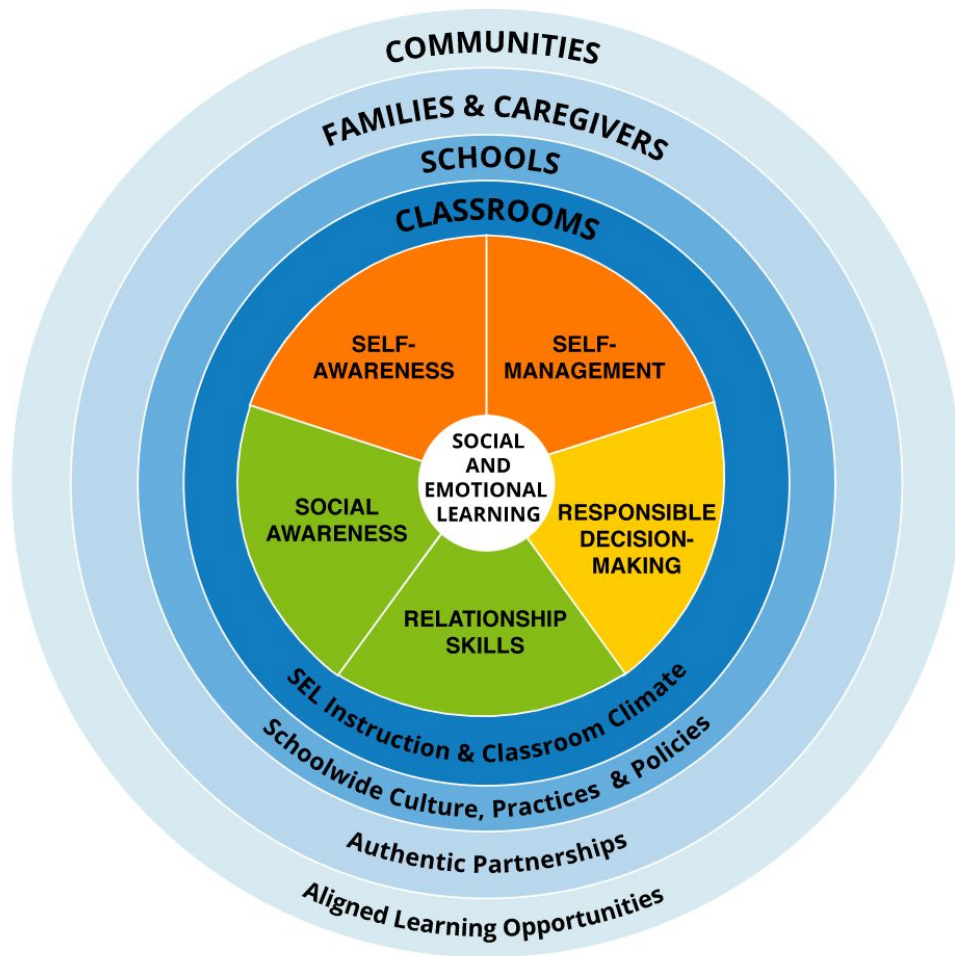 COMMUNITIES
FAMILIES & CAREGIVERS
SCHOOLS
CLASSROOMS
SELF-
AWARENESS
SELF-
MANAGEMENT
SOCIAL
AND
EMOTIONAL
LEARNING
SOCIAL
AWARENESS
RESPONSIBLE
DECISION-
MAKING
RELATIONSHIP
SKILLS
SEL Instruction & Classroom Climate
Schoolwide Culture, Practices & Policies
Authentic Partnerships
Aligned Learning Opportunities